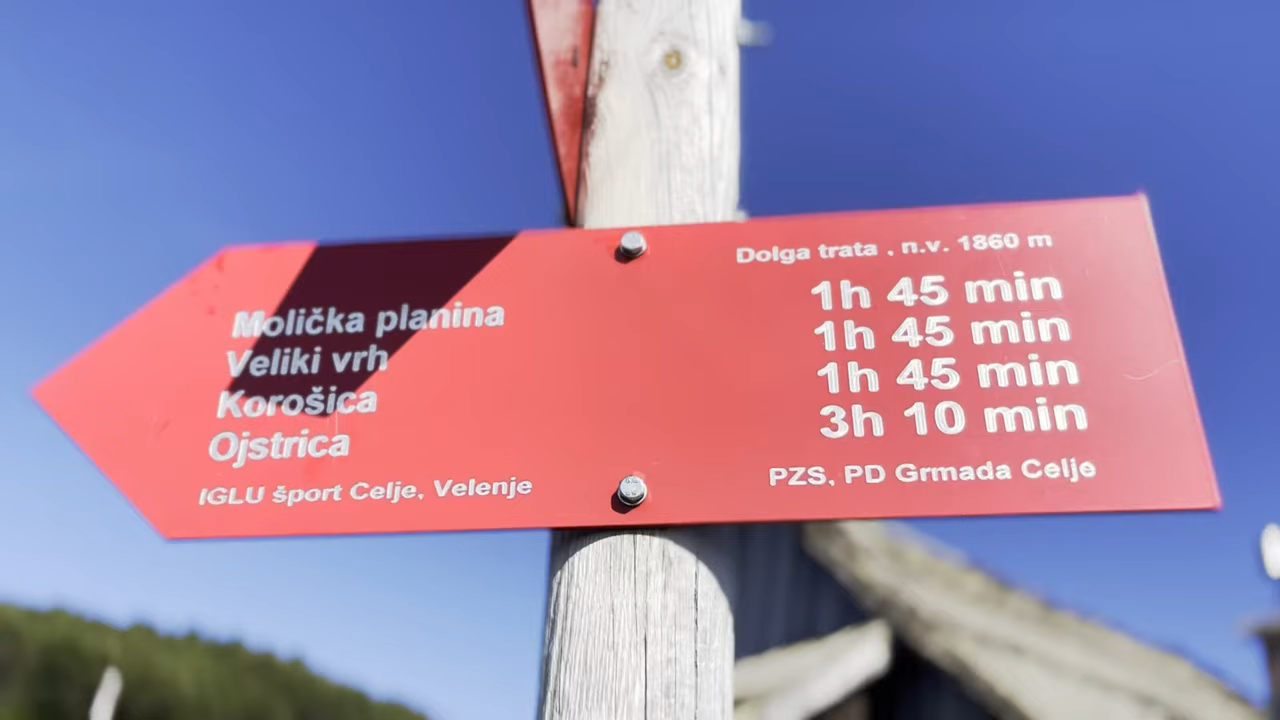 Dolga trata . n.v. 1860 m
Molička planina 1h 45 min
Veliki vrh 1h 45 min
Korošica 1h 45 min
Ojstrica 3h 10 min
IGLU šport Celje, Velenje PZS, PD Grmada Celje